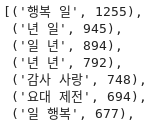 [('행복 일', 1255),
('년 일', 945),
('일 년', 894),
('년 년', 792),
('감사 사랑', 748),
('요대 제전', 694),
('일 행복', 677),